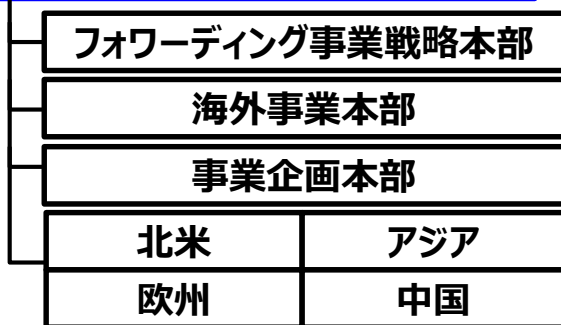 フォワーディング事業戦略本部
海外事業本部
事業企画本部
北米 アジア
欧州 中国